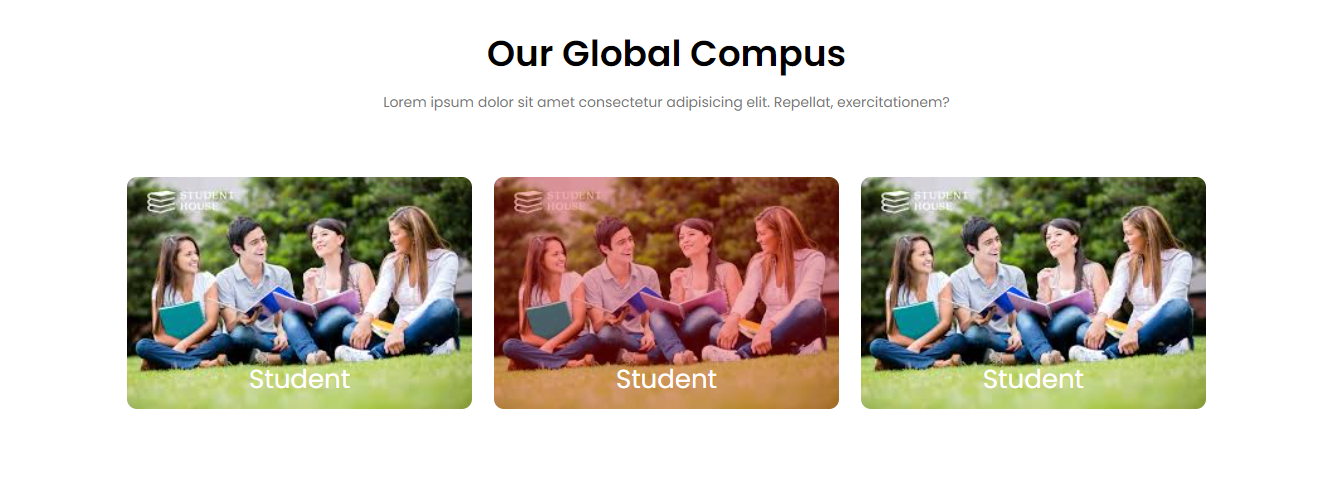 Our Global Compus
Lorem ipsum dolor sit amet consectetur adipisicing elit. Repellat, exercitationem?
STUDENT
HOUSE
STUDENT
HOUSE
STUDENT
HOUSE
Student
Student
Student